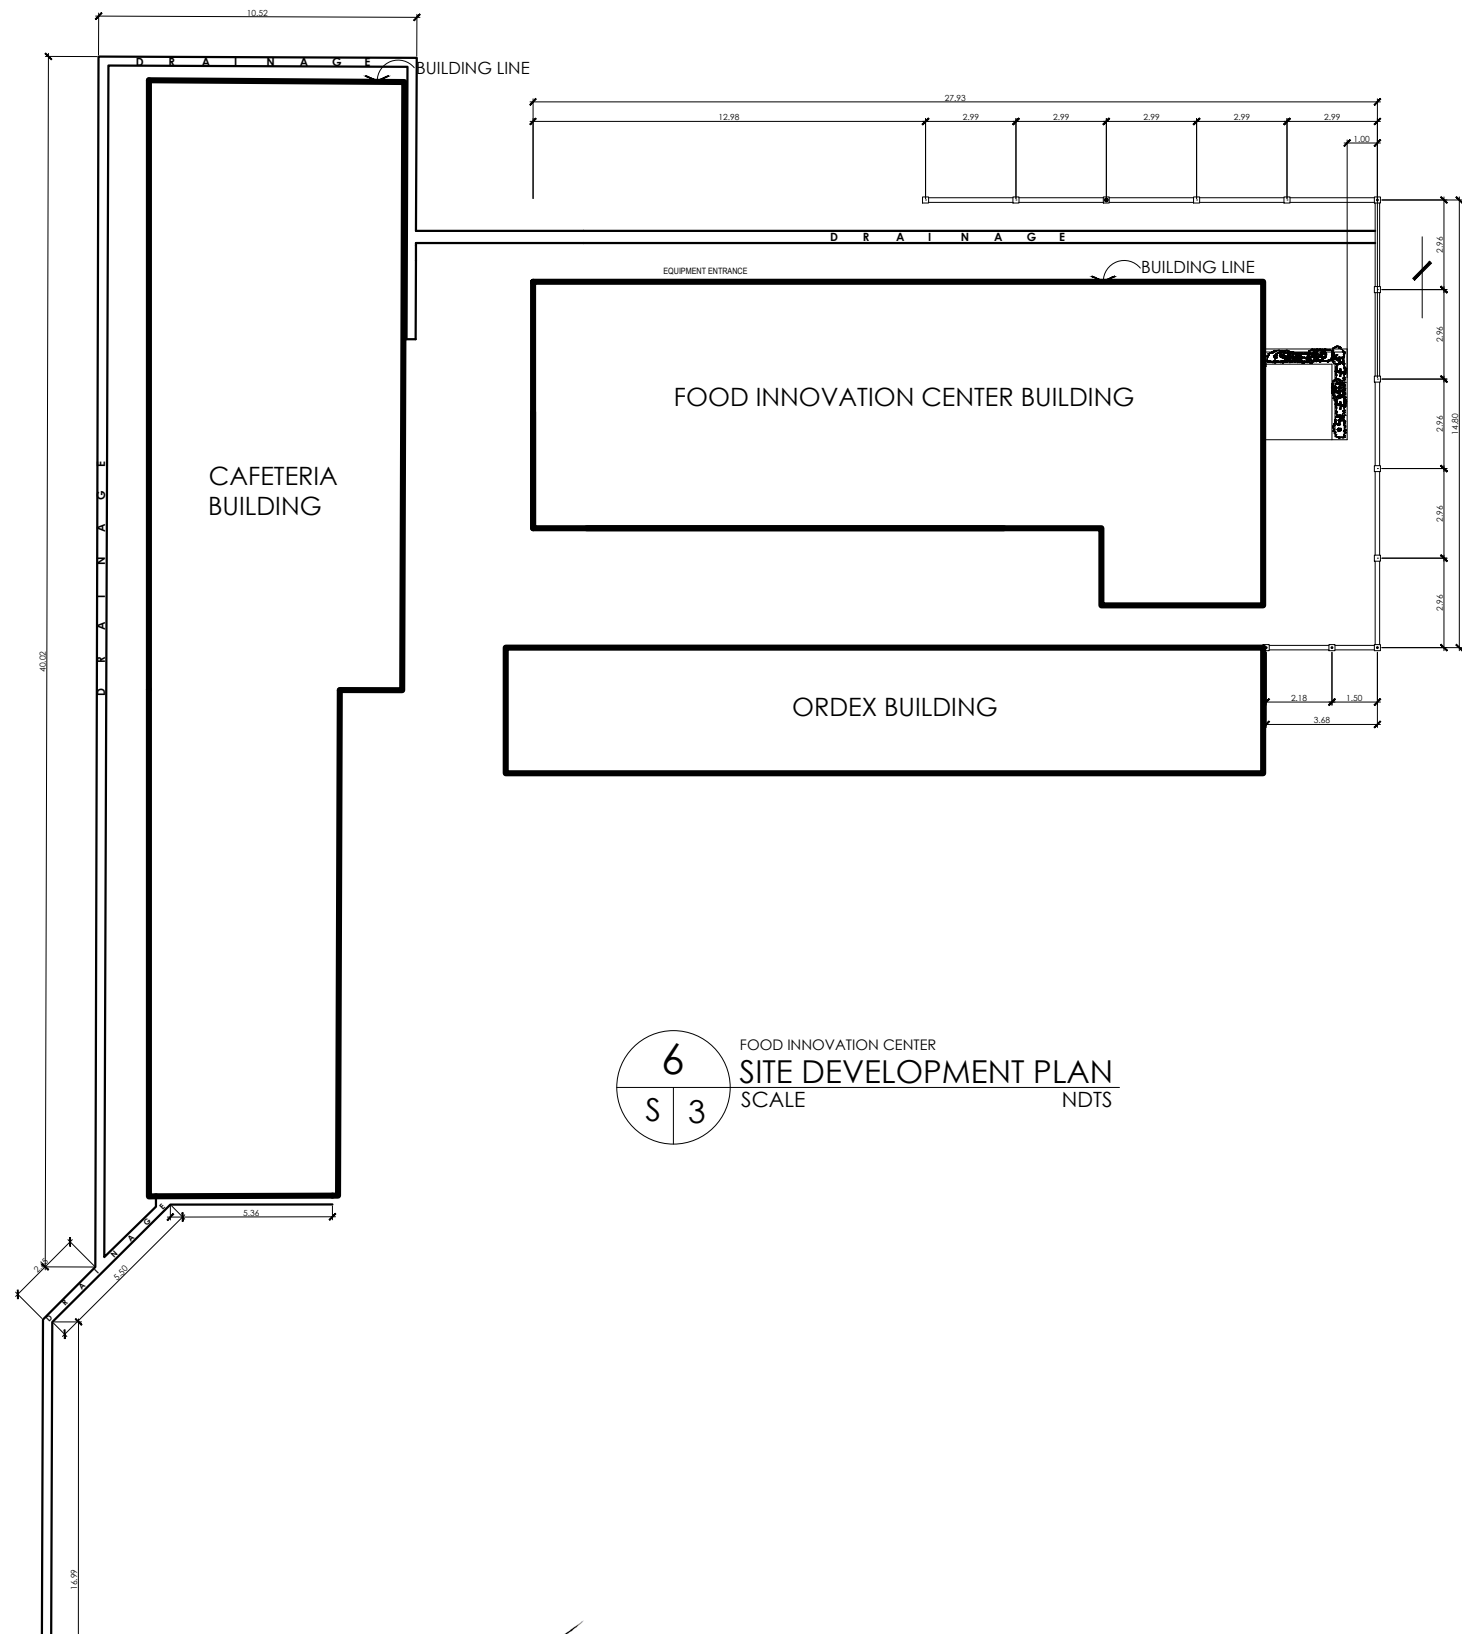 10.52
D R A I N A G E
BUILDING LINE
27.93
12.98
2.99
2.99
2.99
2.99
2.99
1.00
D R A I N A G E
EQUIPMENT ENTRANCE
BUILDING LINE
2.96
2.96
2.96
2.96
2.96
14.80
FOOD INNOVATION CENTER BUILDING
CAFETERIA
BUILDING
D R A I N A G E
40.02
ORDEX BUILDING
2.18
1.50
3.68
6
S
3
FOOD INNOVATION CENTER
SITE DEVELOPMENT PLAN
SCALE
NDTS
5.36
D R A I N A G E
5.50
16.99